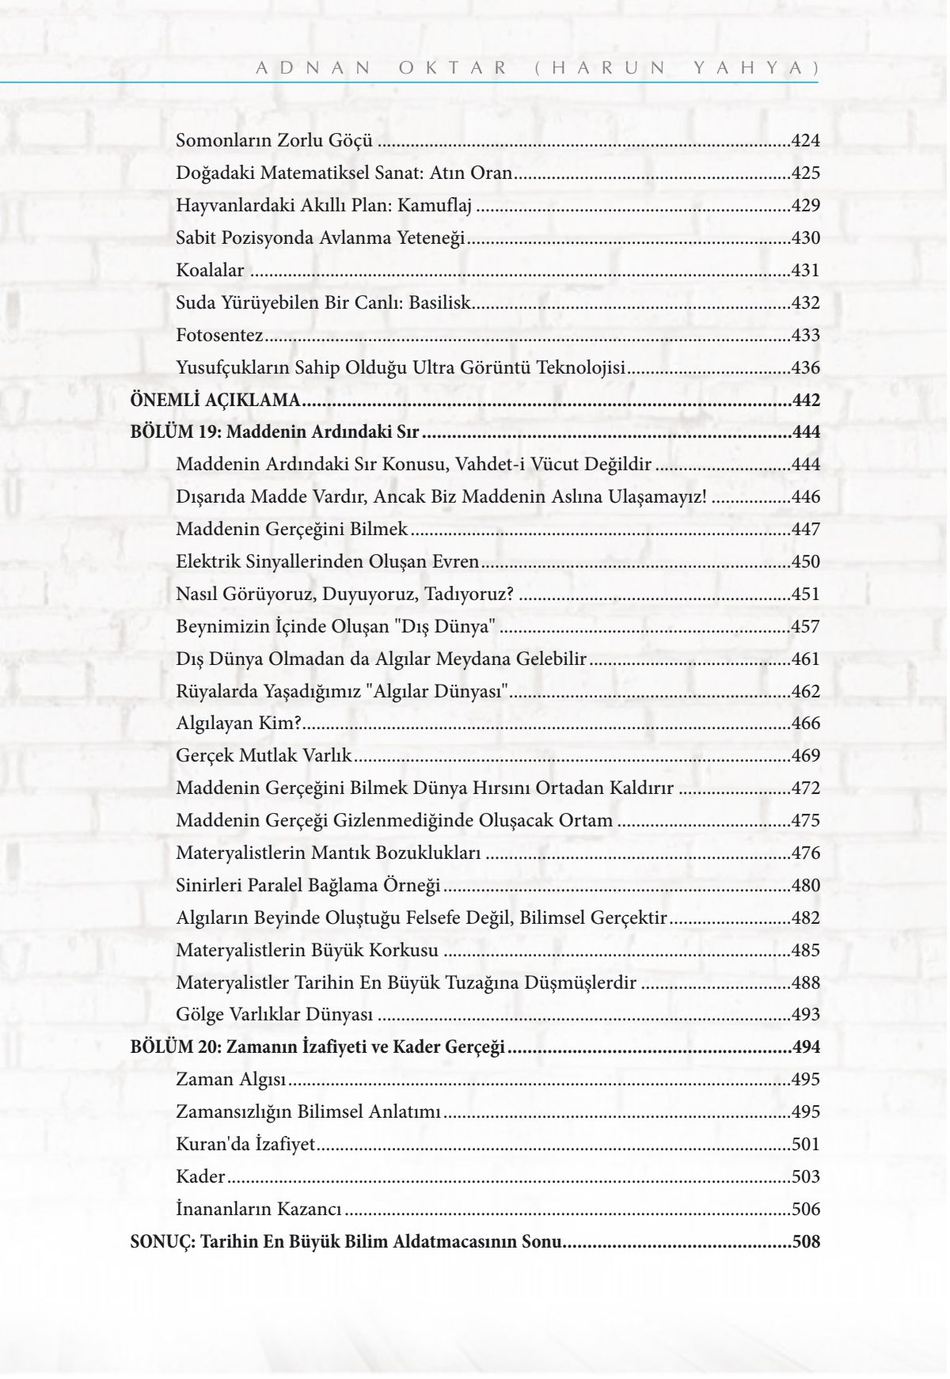 ADNAN OKTAR (HARUN YAHYA)
Somonların Zorlu Göçü ........................................................................................424
Doğadaki Matematiksel Sanat: Atın Oran...........................................................425
Hayvanlardaki Akıllı Plan: Kamuflaj ...................................................................429
Sabit Pozisyonda Avlanma Yeteneği.....................................................................430
Koalalar ...................................................................................................................431
Suda Yürüyebilen Bir Canlı: Basilisk....................................................................432
Fotosentez................................................................................................................433
Yusufçukların Sahip Olduğu Ultra Görüntü Teknolojisi...................................436
ÖNEMLİ AÇIKLAMA.................................................................................................442
BÖLÜM 19: Maddenin Ardındaki Sır .........................................................................444
Maddenin Ardındaki Sır Konusu, Vahdet-i Vücut Değildir .............................444
Dışarıda Madde Vardır, Ancak Biz Maddenin Aslına Ulaşamayız! .................446
Maddenin Gerçeğini Bilmek.................................................................................447
Elektrik Sinyallerinden Oluşan Evren..................................................................450
Nasıl Görüyoruz, Duyuyoruz, Tadıyoruz? ..........................................................451
Beynimizin İçinde Oluşan "Dış Dünya" ..............................................................457
Dış Dünya Olmadan da Algılar Meydana Gelebilir...........................................461
Rüyalarda Yaşadığımız "Algılar Dünyası"............................................................462
Algılayan Kim?........................................................................................................466
Gerçek Mutlak Varlık.............................................................................................469
Maddenin Gerçeğini Bilmek Dünya Hırsını Ortadan Kaldırır ........................472
Maddenin Gerçeği Gizlenmediğinde Oluşacak Ortam .....................................475
Materyalistlerin Mantık Bozuklukları .................................................................476
Sinirleri Paralel Bağlama Örneği..........................................................................480
Algıların Beyinde Oluştuğu Felsefe Değil, Bilimsel Gerçektir..........................482
Materyalistlerin Büyük Korkusu ..........................................................................485
Materyalistler Tarihin En Büyük Tuzağına Düşmüşlerdir ................................488
Gölge Varlıklar Dünyası ........................................................................................493
BÖLÜM 20: Zamanın İzafiyeti ve Kader Gerçeği........................................................494
Zaman Algısı...........................................................................................................495
Zamansızlığın Bilimsel Anlatımı..........................................................................495
Kuran'da İzafiyet.....................................................................................................501
Kader........................................................................................................................503
İnananların Kazancı ...............................................................................................506
SONUÇ: Tarihin En Büyük Bilim Aldatmacasının Sonu.............................................508